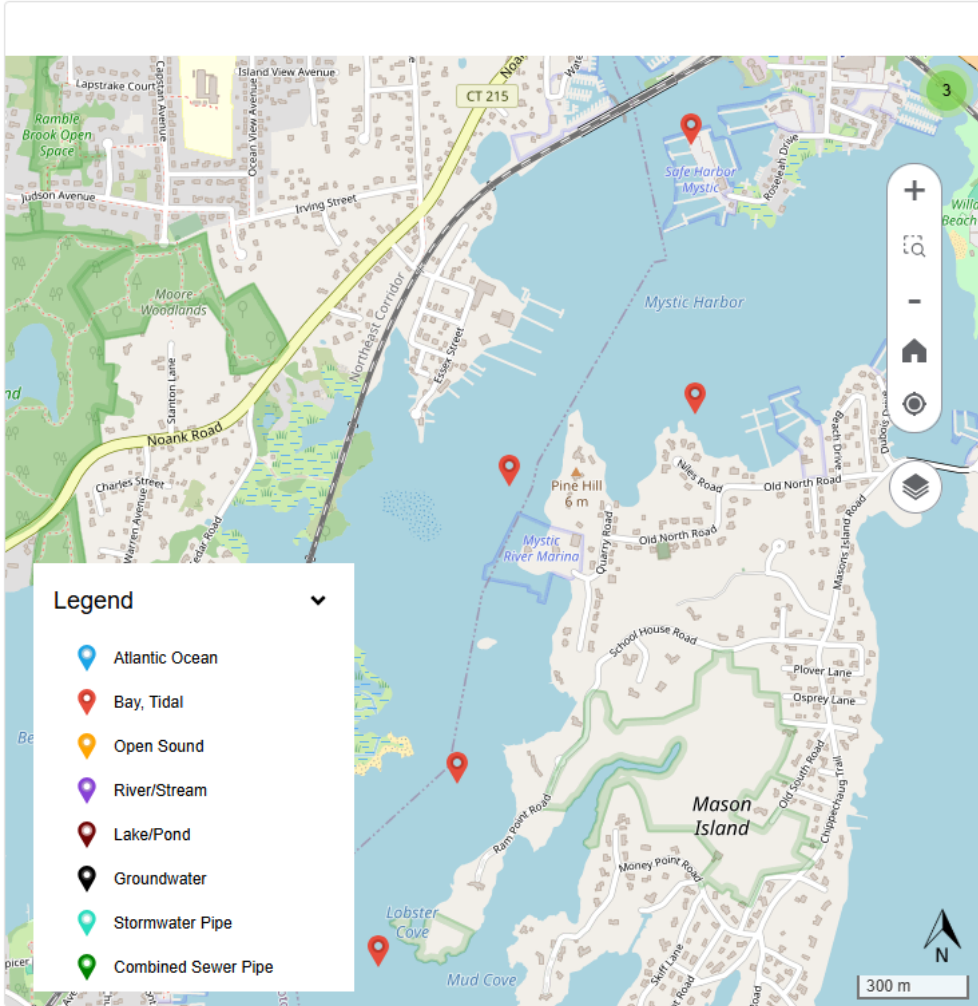 Island View Avenue
Lapstrake Court
Capstan Avenue
Ocean View Avenue
CT 215
3
Ramble
Brook Open
Space
Safe Harbor
Mystic
Roseleah Drive
Judson Avenue
Irving Street
Mystic Harbor
Moore
Woodlands
Northeast Corridor
Essex Street
Stanton Lane
Noank Road
Charles Street
Warren Avenue
Beach Drive
Niles Road
Old North Road
Pine Hill
6 m
Mystic
River Marina
Old North Road
Quarry Road
Masons Island Road
School House Road
Plover Lane
Osprey Lane
Old South Road
Chippechaug Trail
Mason
Island
Ram Point Road
Money Point Road
Lobster
Cove
Mud Cove
Skiff Lane
N
300 m
Legend
Atlantic Ocean
Bay, Tidal
Open Sound
River/Stream
Lake/Pond
Groundwater
Stormwater Pipe
Combined Sewer Pipe